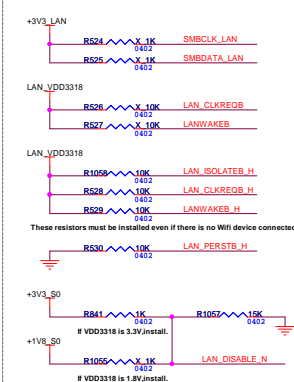 +3V3_LAN
R524 X_1K SMBCLK_LAN
0402
R525 X_1K SMBDATA_LAN
0402
LAN_VDD3318
R526 X_10K LAN_CLKREQB
0402
R527 X_10K LANWAKEB
0402
LAN_VDD3318
R1058 10K LAN_ISOLATEB_H
0402
R528 10K LAN_CLKREQB_H
0402
R529 10K LANWAKEB_H
0402
These resistors must be installed even if there is no Wifi device connected
R530 10K LAN_PERSTB_H
0402
+3V3_S0
R841 1K R1057 15K
0402 0402
If VDD3318 is 3.3V,install.
+1V8_S0
R1055 X_1K LAN_DISABLE_N
0402
If VDD3318 is 1.8V,install.